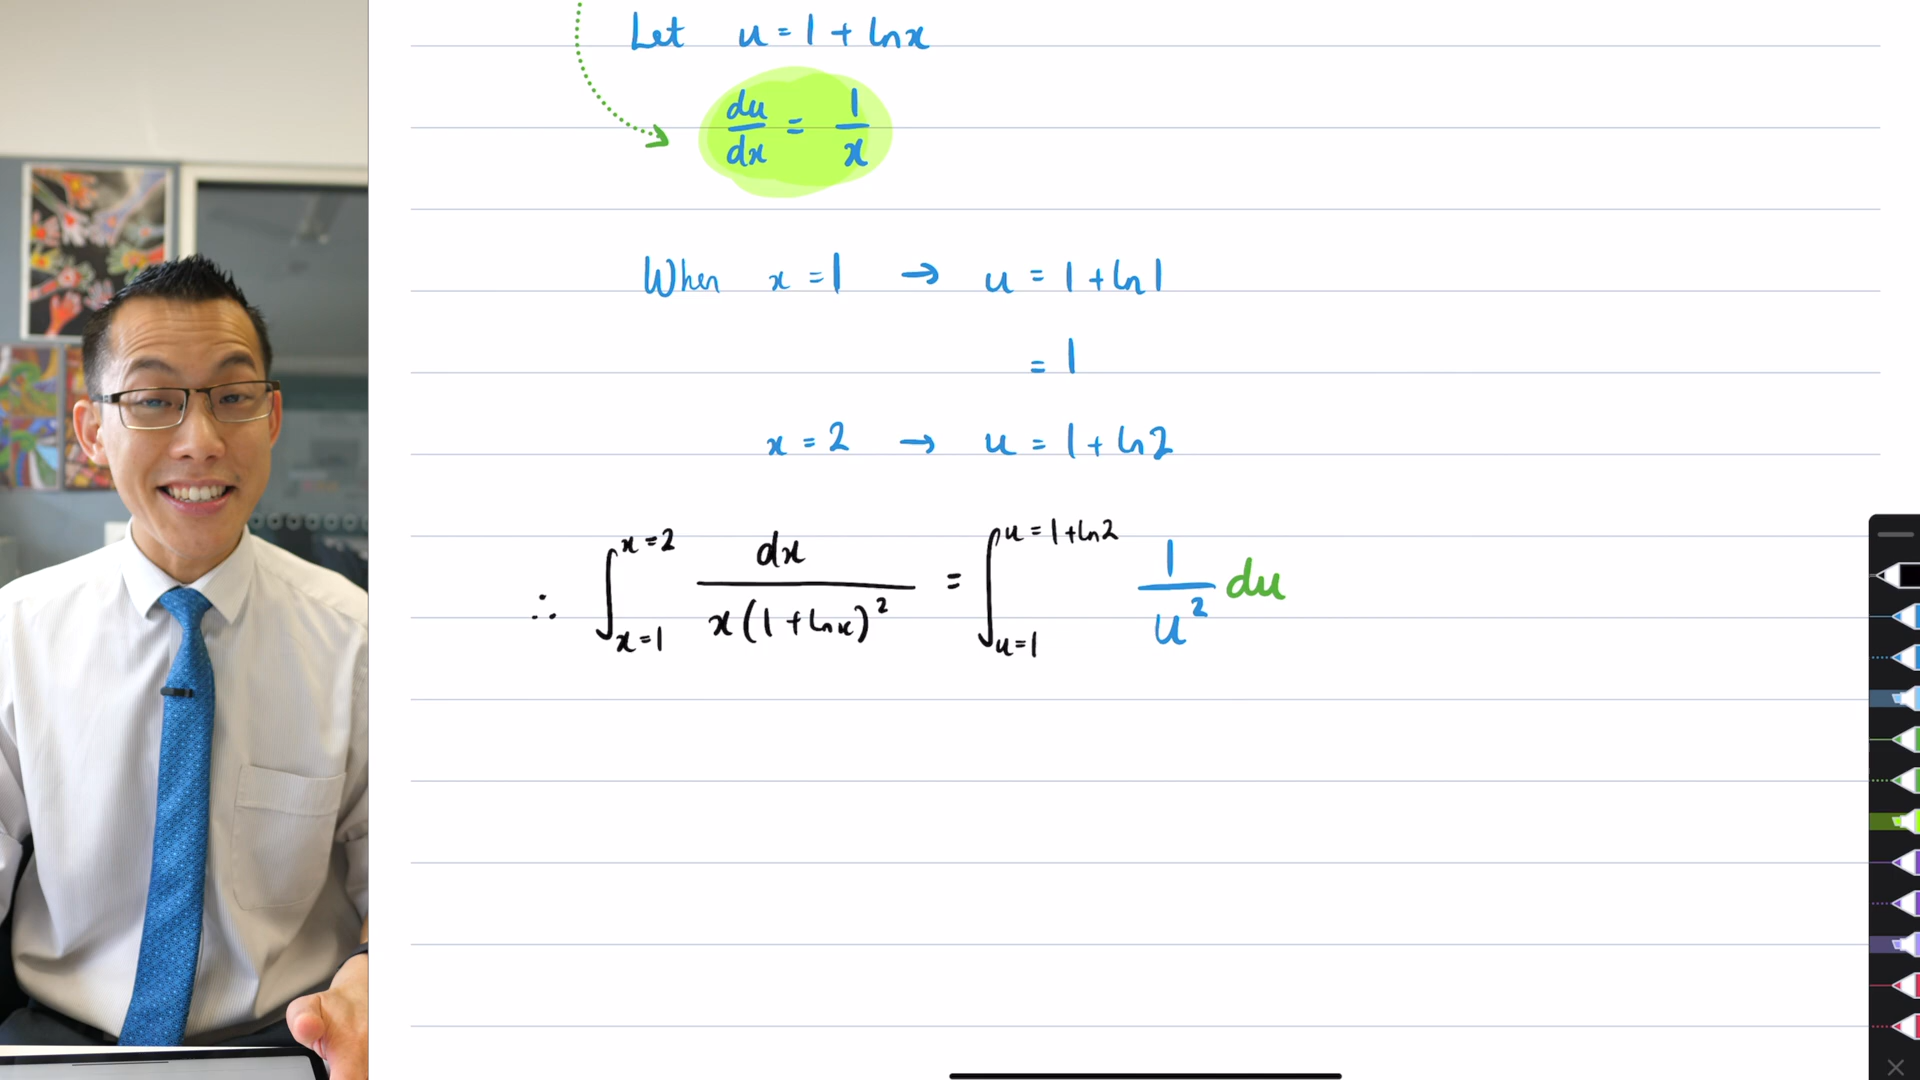 Let u = 1 + ln x
du/dx = 1/x
When x = 1 → u = 1 + ln 1
= 1
x = 2 → u = 1 + ln 2
∴ ∫_{x=1}^{x=2} dx / x(1 + ln x)² = ∫_{u=1}^{u=1+ln2} 1/u² du